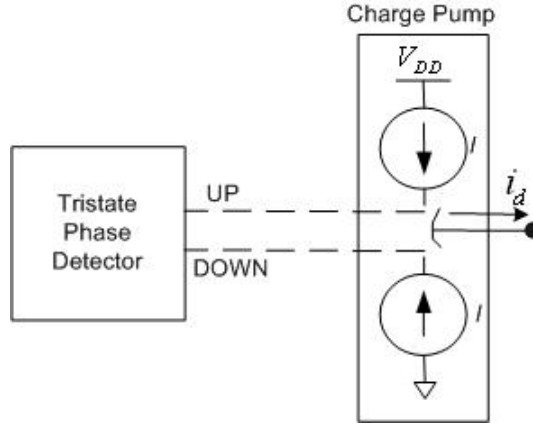 Charge Pump
V_DD
I
i_d
UP
Tristate
Phase
Detector
DOWN
I